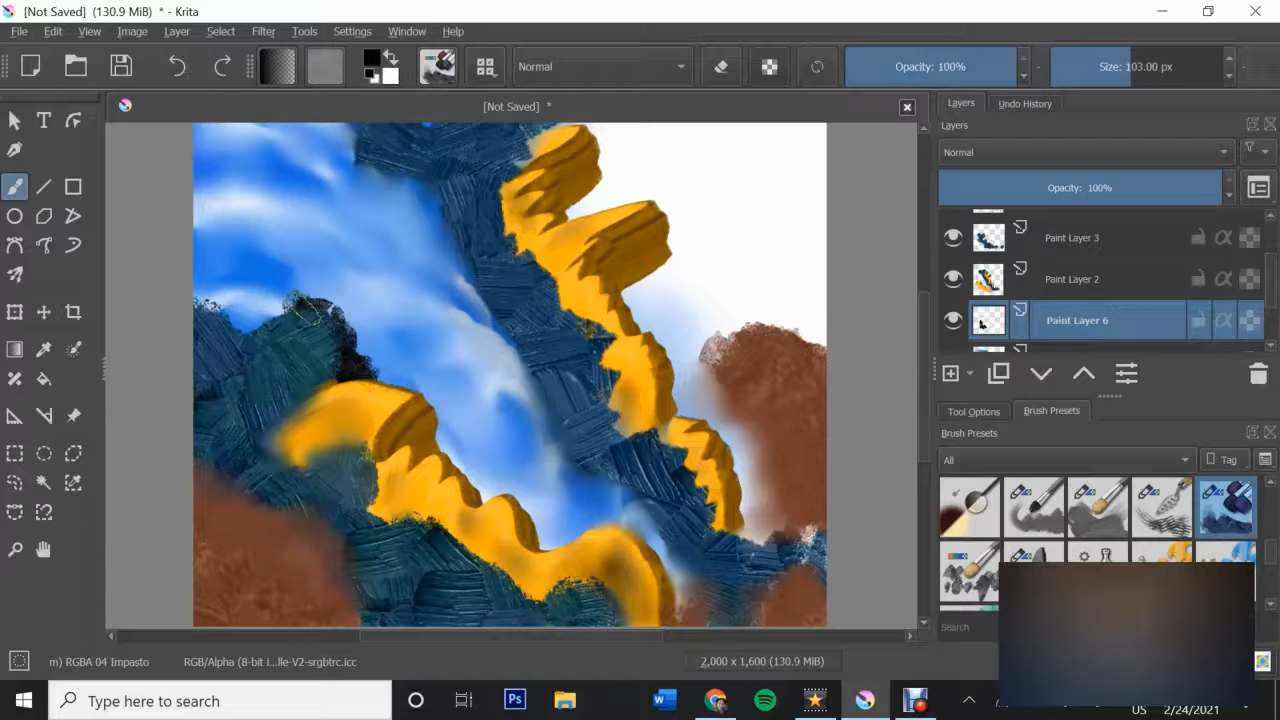 [Not Saved] (130.9 MiB) * - Krita
File Edit View Image Layer Select Filter Tools Settings Window Help
Normal
Opacity: 100%
Size: 103.00 px
[Not Saved] *
Layers Undo History
Layers
Normal
Opacity: 100%
Paint Layer 3
Paint Layer 2
Paint Layer 6
Tool Options Brush Presets
Brush Presets
All
Tag
Search
m) RGBA 04 Impasto
RGB/Alpha (8-bit i...lle-V2-srgbtrc.icc
2,000 x 1,600 (130.9 MiB)
Type here to search
US
2/24/2021